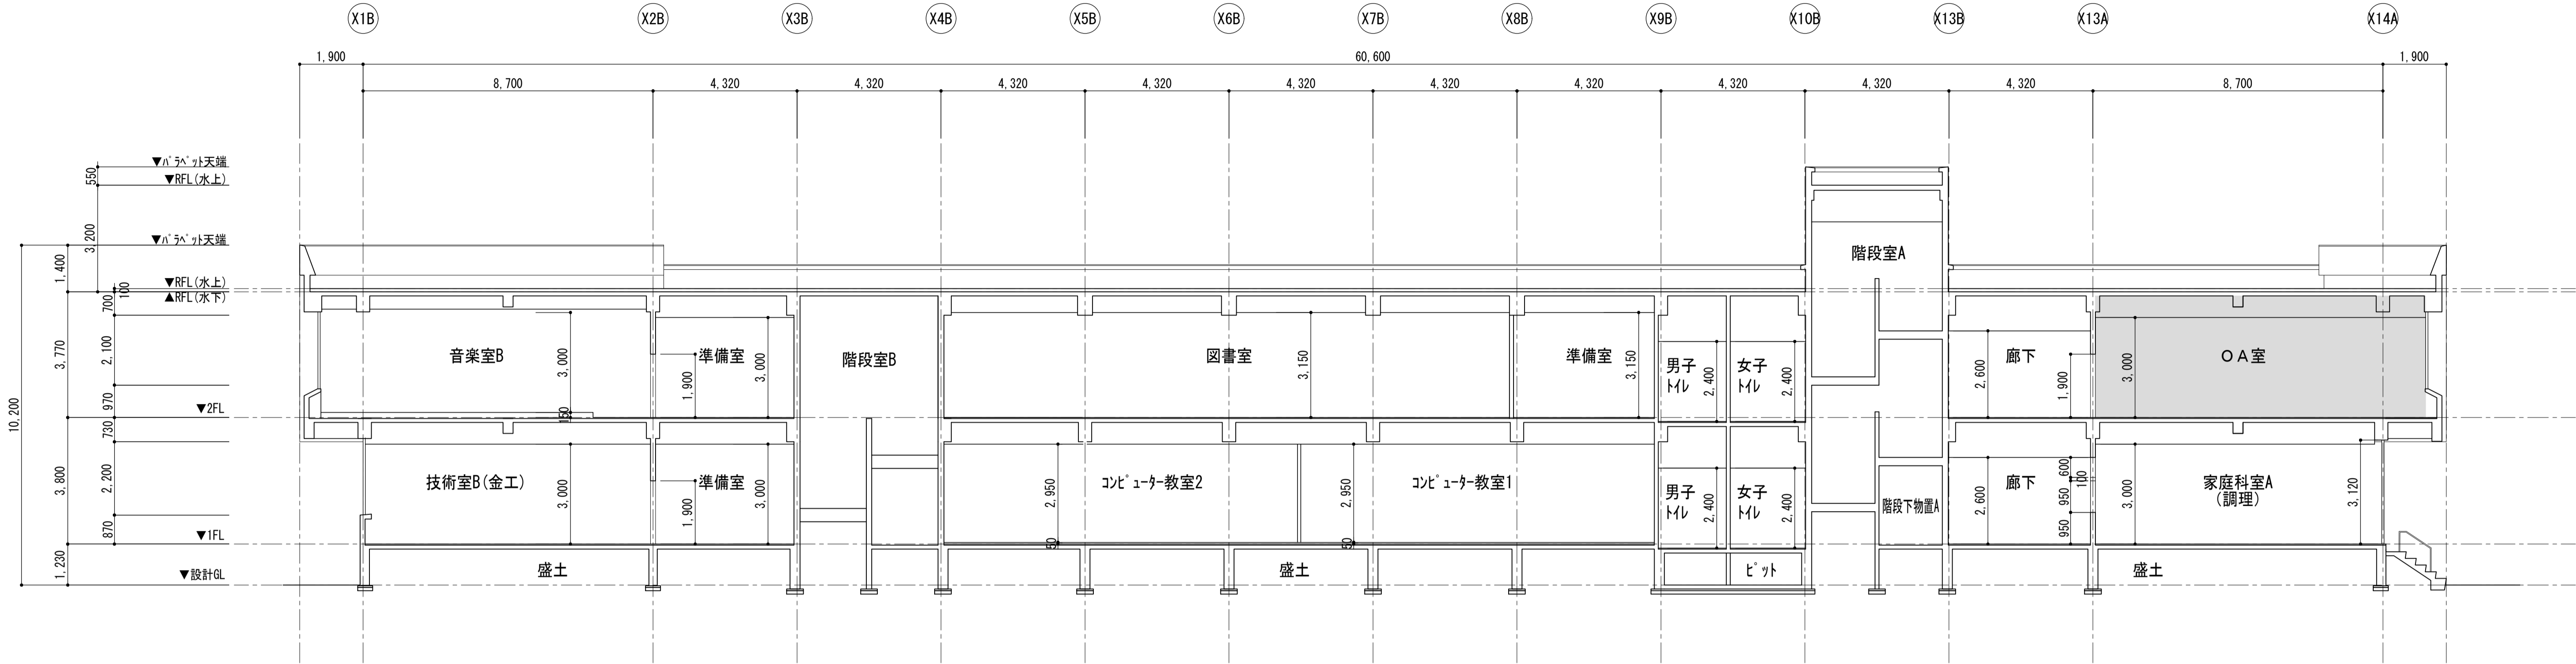 X1B X2B X3B X4B X5B X6B X7B X8B X9B X10B X13B X13A X14A
1,900 60,600 1,900
8,700 4,320 4,320 4,320 4,320 4,320 4,320 4,320 4,320 4,320 4,320 8,700
▼ﾊﾟﾗﾍﾟｯﾄ天端
550
▼RFL(水上)
3,200
▼ﾊﾟﾗﾍﾟｯﾄ天端
1,400
▼RFL(水上)
100
▲RFL(水下)
700
2,100
3,770
970
▼2FL
10,200
730
2,200
3,800
870
▼1FL
1,230
▼設計GL
階段室A
音楽室B
3,000
150
準備室
1,900
3,000
階段室B
図書室
3,150
準備室
3,150
男子
ﾄｲﾚ
2,400
女子
ﾄｲﾚ
2,400
廊下
2,600
1,900
3,000
ＯＡ室
技術室B(金工)
3,000
準備室
1,900
3,000
ｺﾝﾋﾟｭｰﾀｰ教室2
2,950
50
ｺﾝﾋﾟｭｰﾀｰ教室1
2,950
50
男子
ﾄｲﾚ
2,400
女子
ﾄｲﾚ
2,400
階段下物置A
廊下
2,600
600
100
950
950
3,000
家庭科室A
(調理)
3,120
盛土
盛土
ﾋﾟｯﾄ
盛土